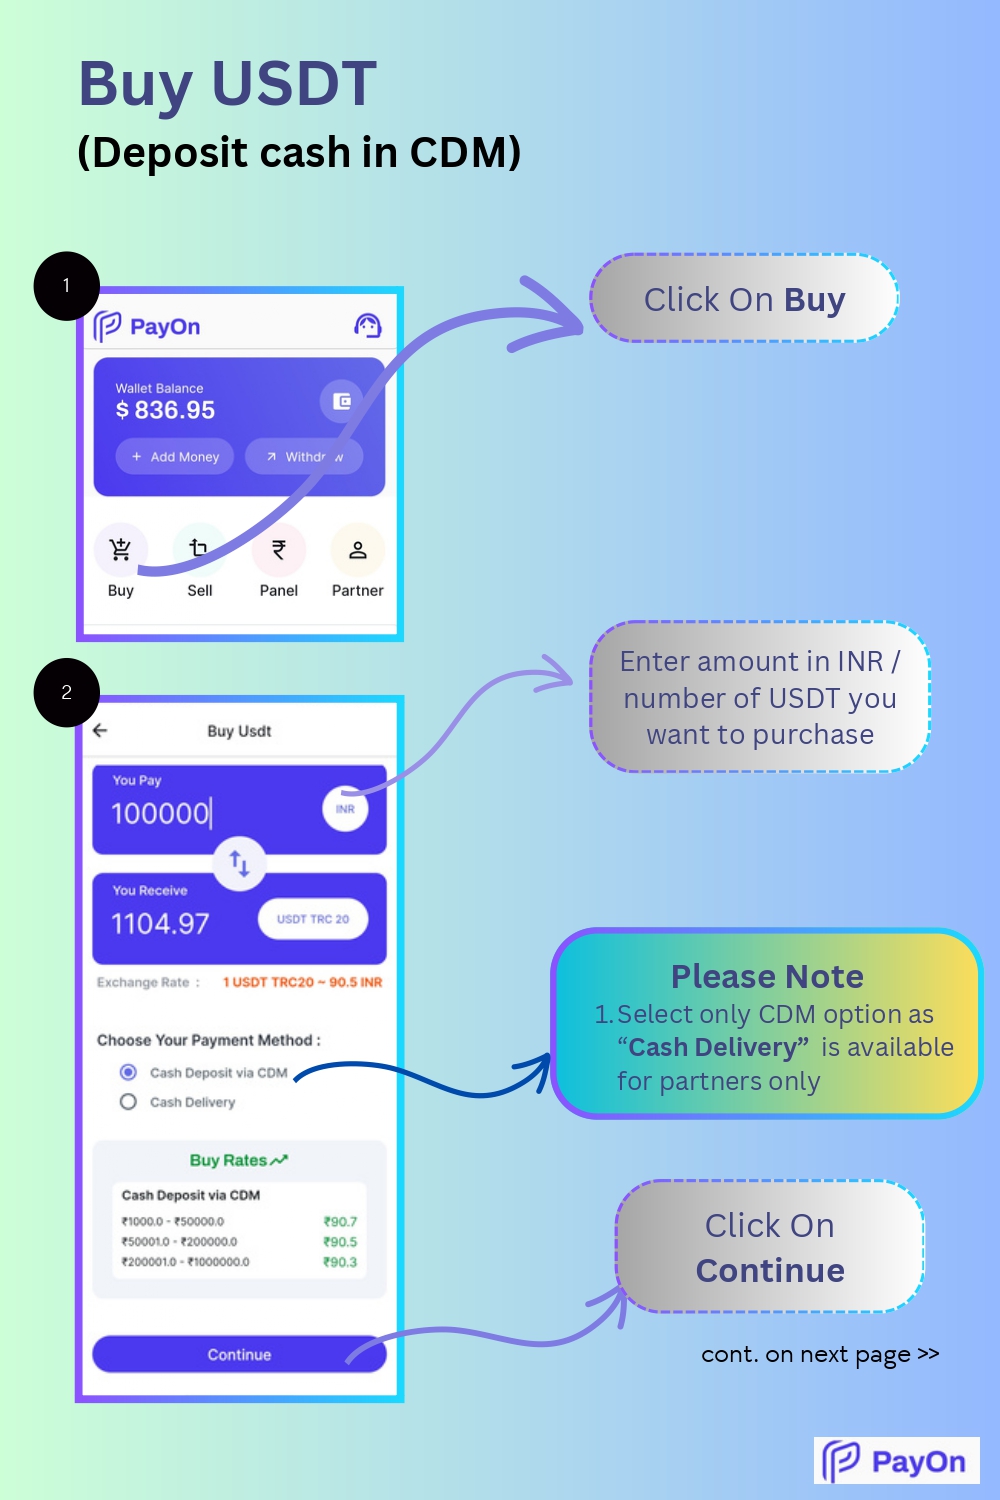 Buy USDT
(Deposit cash in CDM)
1
PayOn
Wallet Balance
$ 836.95
+ Add Money
Buy
Sell
Panel
Partner
Click On Buy
2
Buy Usdt
You Pay
100000
INR
You Receive
1104.97
USDT TRC 20
Exchange Rate :
1 USDT TRC20 ~ 90.5 INR
Choose Your Payment Method :
Cash Deposit via CDM
Cash Delivery
Buy Rates
Cash Deposit via CDM
₹1000.0 - ₹50000.0 ₹90.7
₹50001.0 - ₹200000.0 ₹90.5
₹200001.0 - ₹1000000.0 ₹90.3
Continue
Enter amount in INR /
number of USDT you
want to purchase
Please Note
1. Select only CDM option as
“Cash Delivery” is available
for partners only
Click On
Continue
cont. on next page >>
PayOn